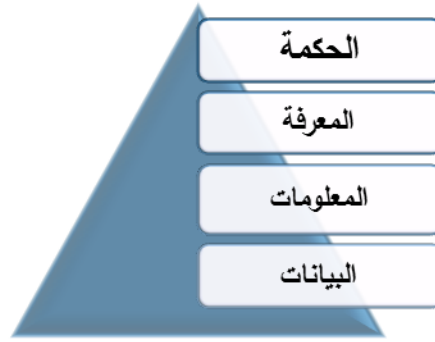 الحكمة
المعرفة
المعلومات
البيانات